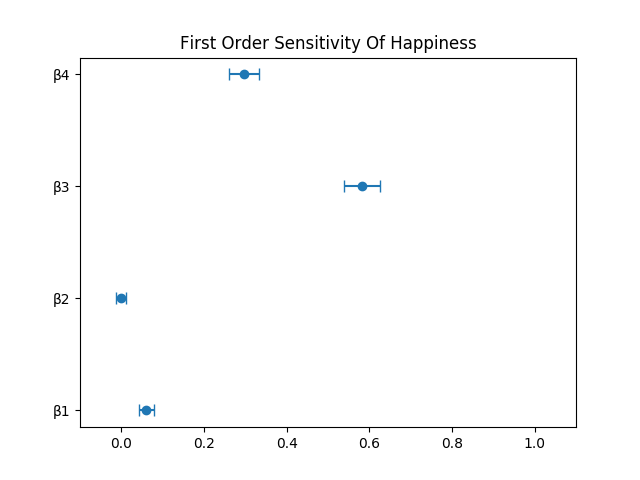 First Order Sensitivity Of Happiness
β4
β3
β2
β1
0.0 0.2 0.4 0.6 0.8 1.0